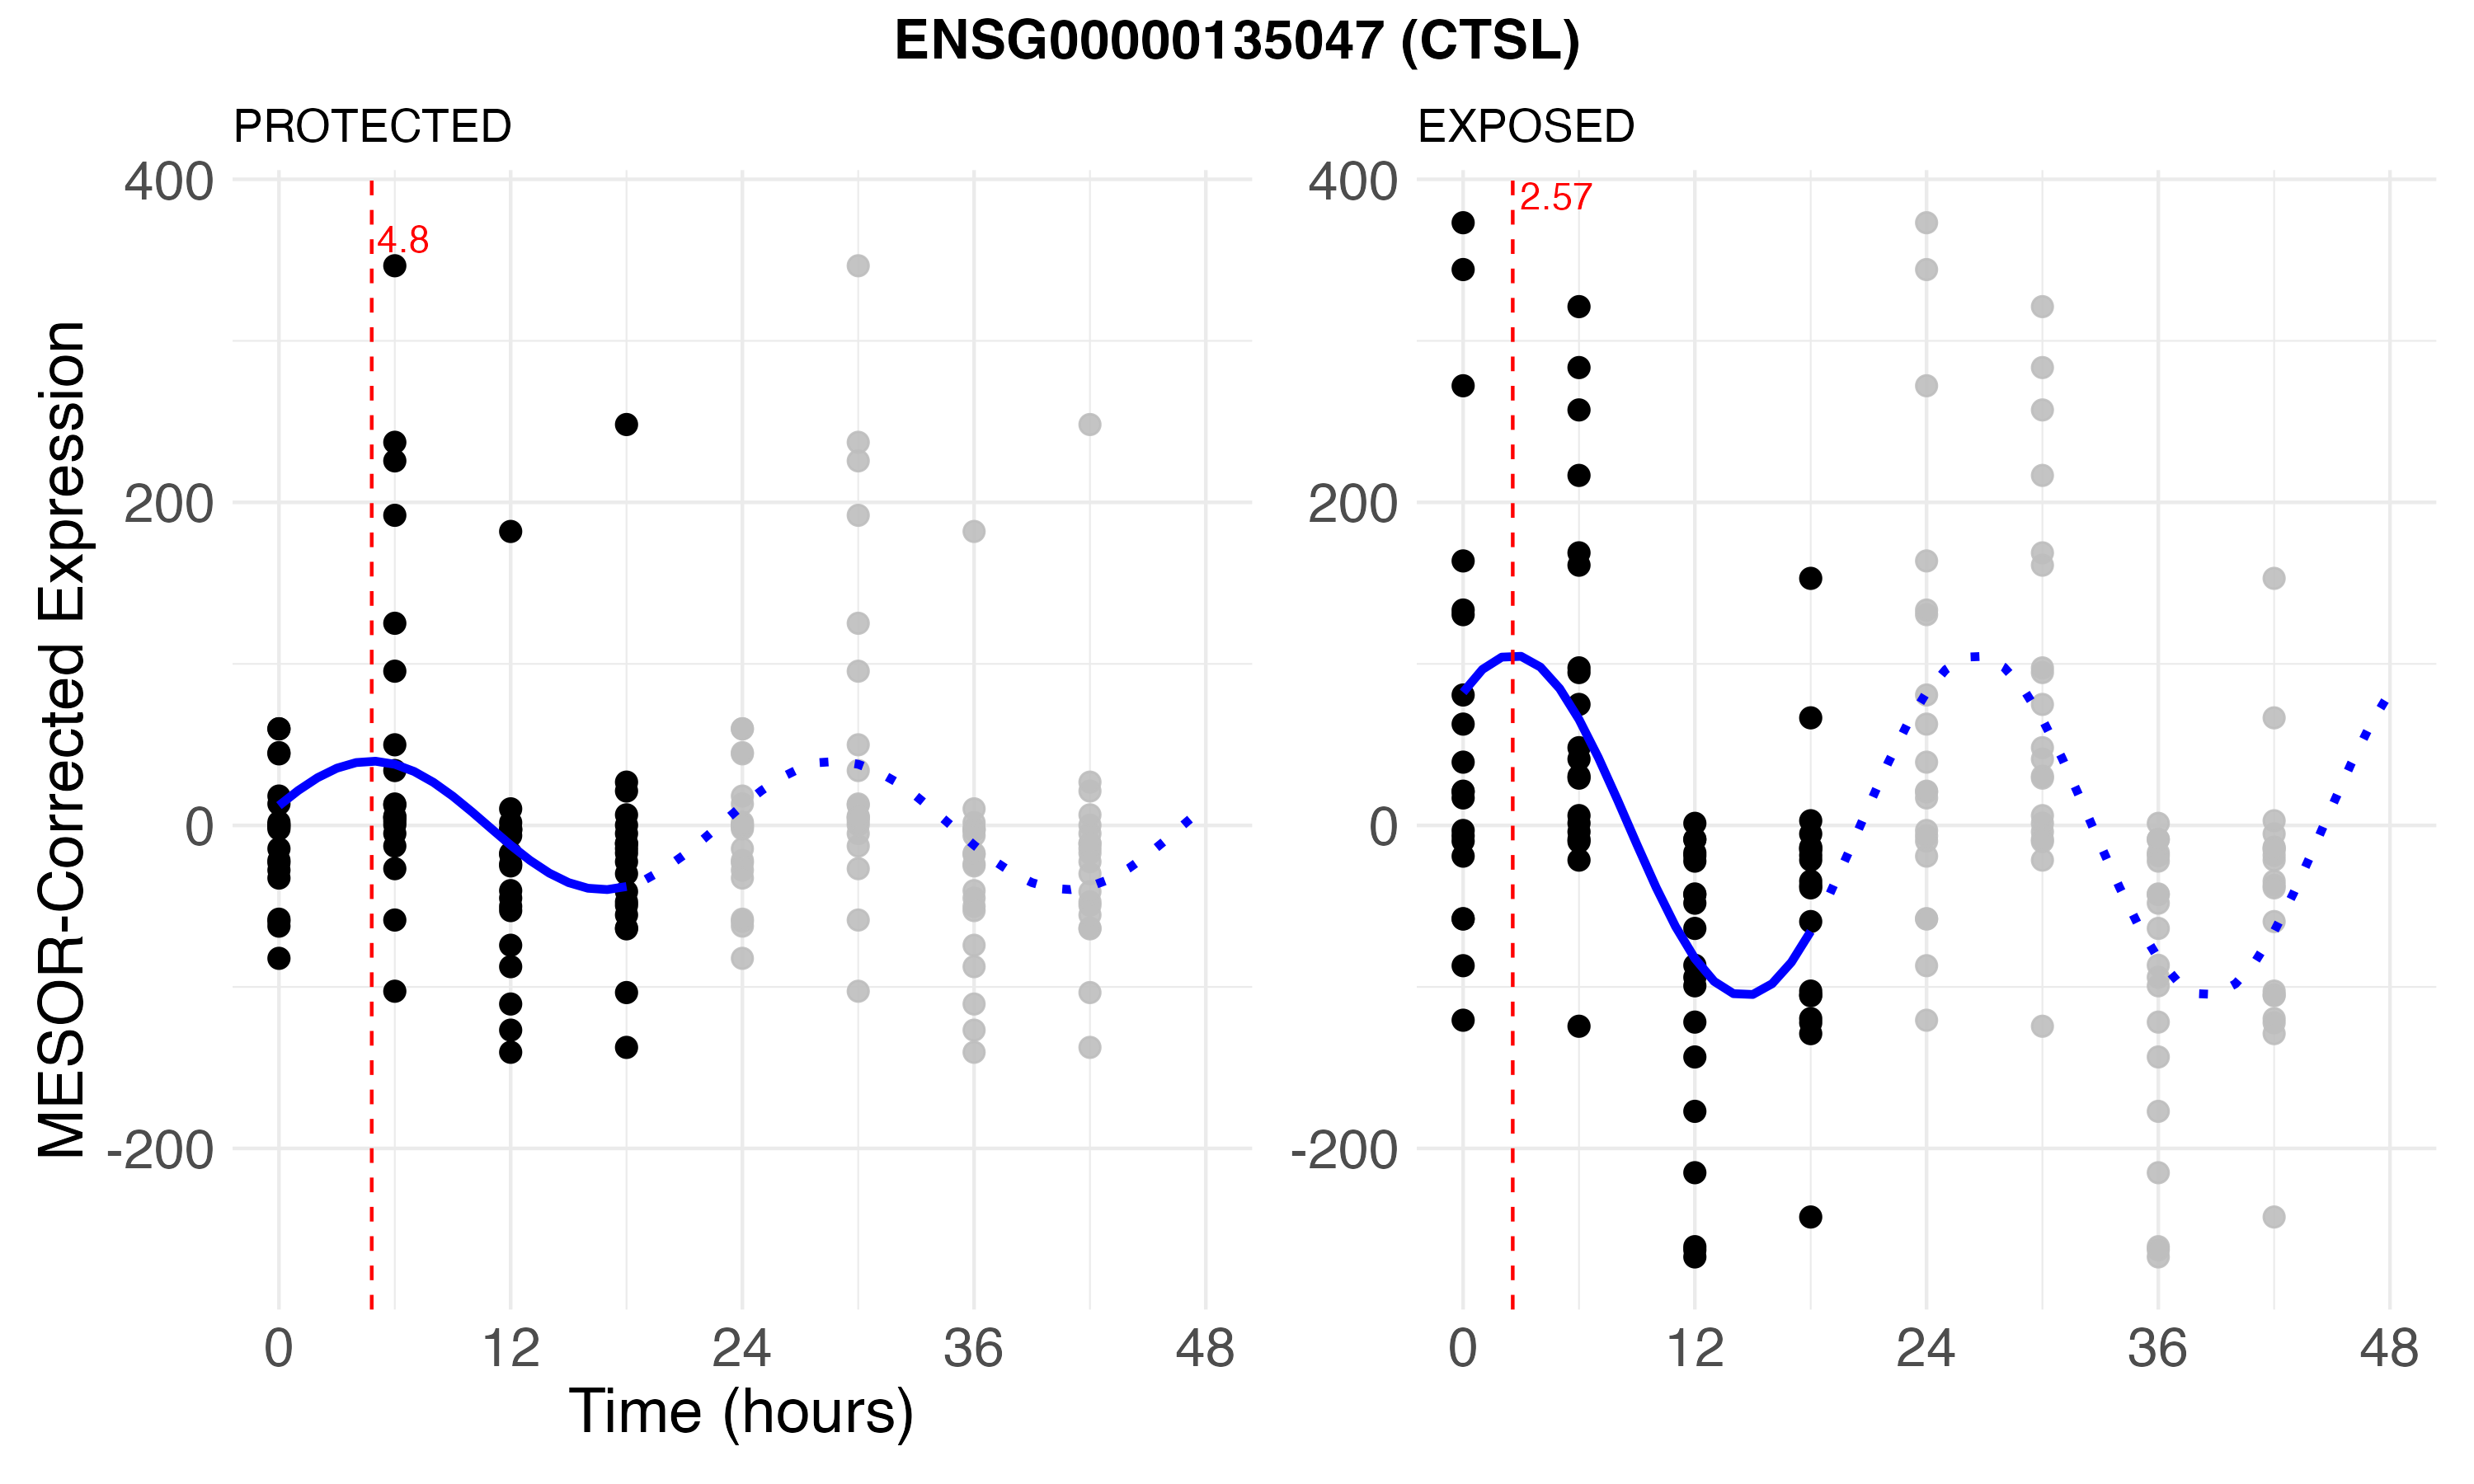 ENSG00000135047 (CTSL)
PROTECTED
EXPOSED
MESOR-Corrected Expression
400
200
0
-200
4.8
0 12 24 36 48
400
200
0
-200
2.57
0 12 24 36 48
Time (hours)